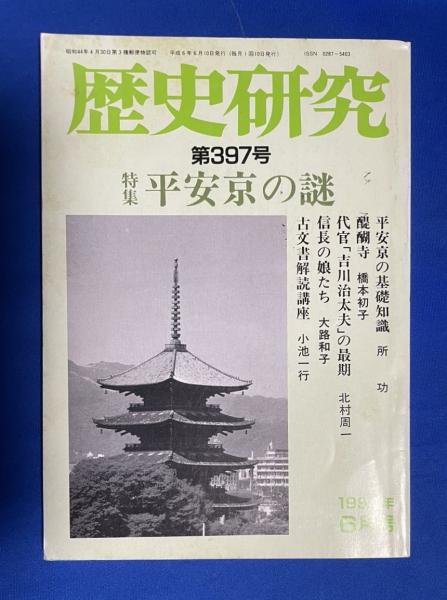 昭和44年4月30日第3種郵便物認可 平成6年6月10日発行(毎月1回10日発行) ISSN 0287-5403
歴史研究
第397号
特集 平安京の謎
平安京の基礎知識 所 功
醍醐寺 橋本初子
代官「吉川治太夫」の最期 北村周一
信長の娘たち 大路和子
古文書解読講座 小池一行
6月号